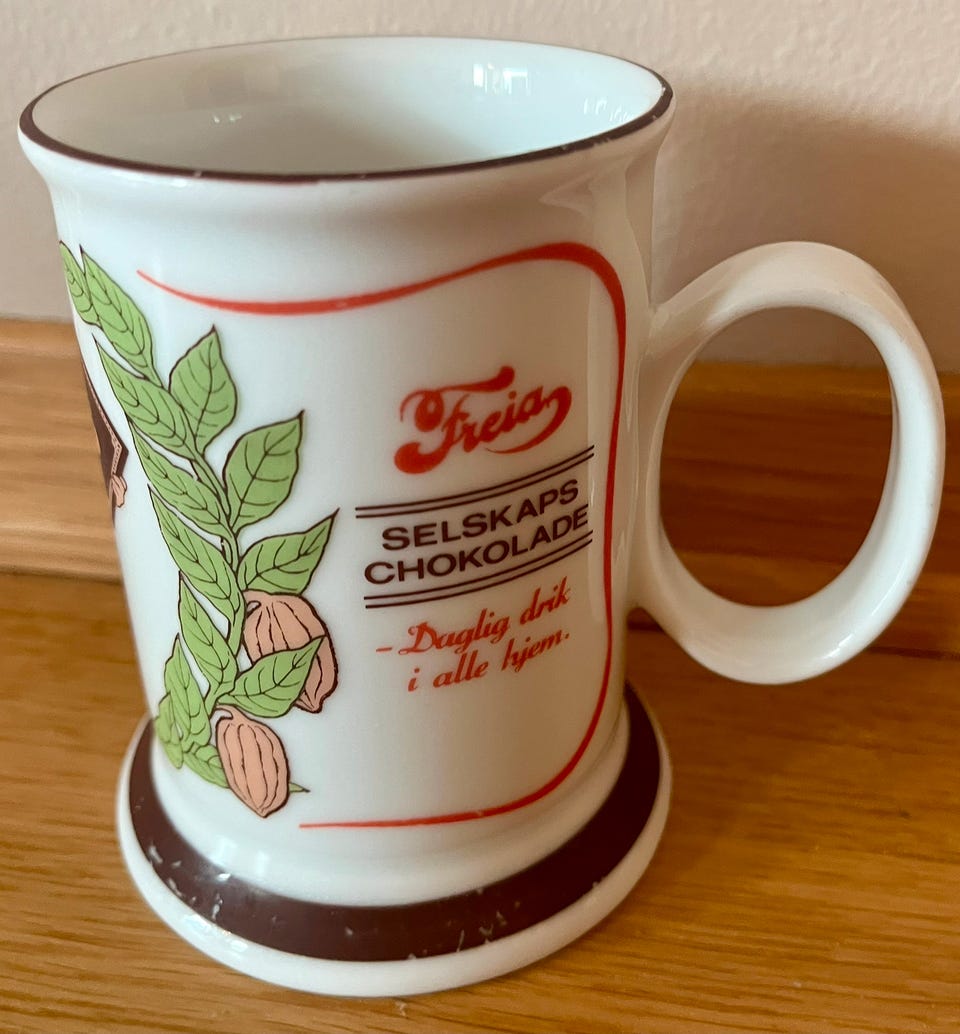 Freia
SELSKAPS
CHOKOLADE
- Daglig drik
i alle hjem.